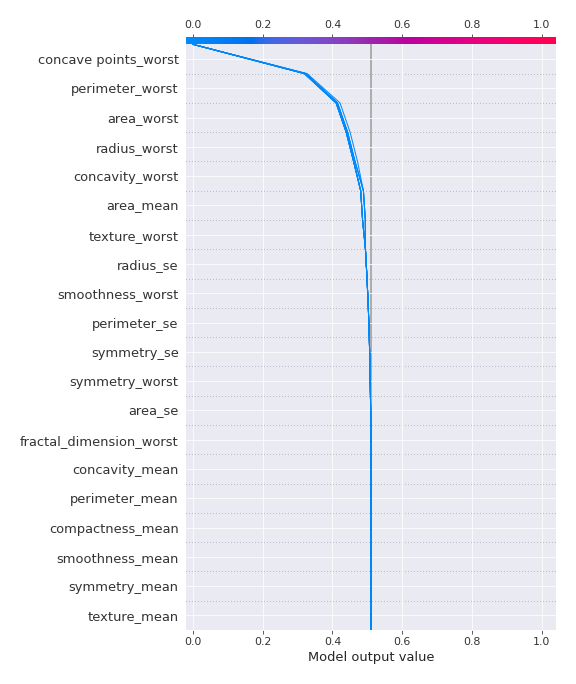 0.0 0.2 0.4 0.6 0.8 1.0
concave points_worst
perimeter_worst
area_worst
radius_worst
concavity_worst
area_mean
texture_worst
radius_se
smoothness_worst
perimeter_se
symmetry_se
symmetry_worst
area_se
fractal_dimension_worst
concavity_mean
perimeter_mean
compactness_mean
smoothness_mean
symmetry_mean
texture_mean
0.0 0.2 0.4 0.6 0.8 1.0
Model output value